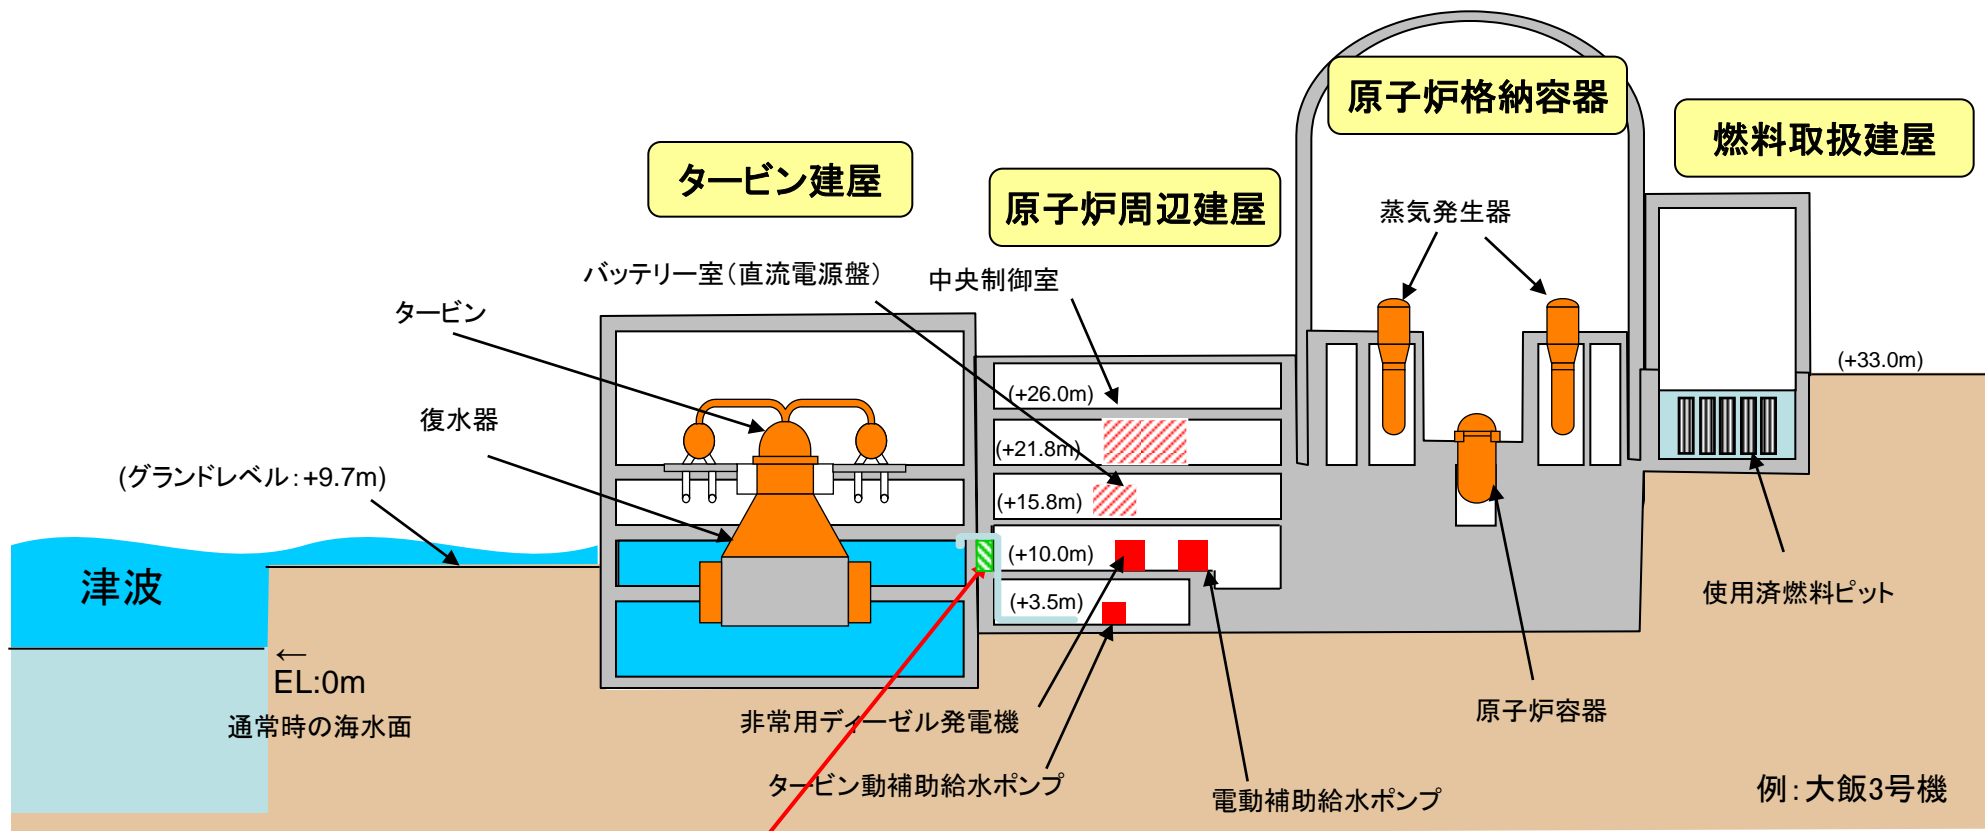 原子炉格納容器
燃料取扱建屋
タービン建屋
原子炉周辺建屋
蒸気発生器
バッテリー室（直流電源盤）
中央制御室
タービン
(+33.0m)
(+26.0m)
復水器
(+21.8m)
(グランドレベル：+9.7m)
(+15.8m)
(+10.0m)
津波
(+3.5m)
使用済燃料ピット
←
EL:0m
通常時の海水面
非常用ディーゼル発電機
原子炉容器
タービン動補助給水ポンプ
電動補助給水ポンプ
例：大飯3号機